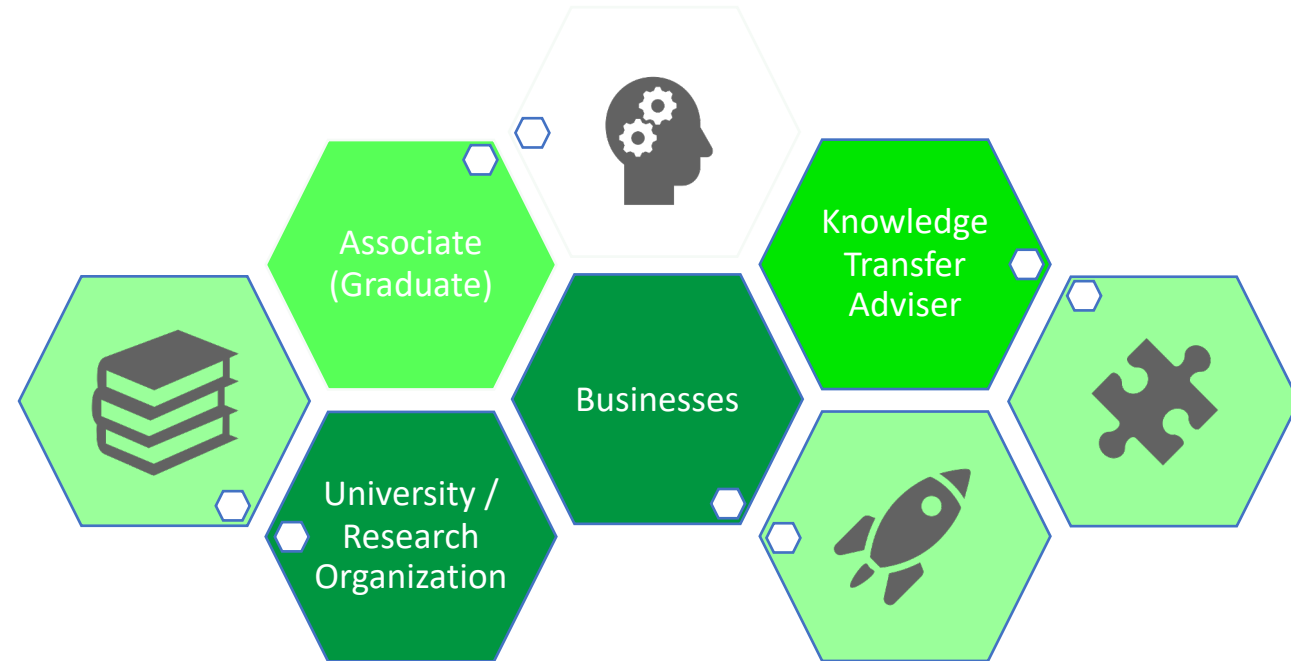 Associate
(Graduate)
Knowledge
Transfer
Adviser
Businesses
University /
Research
Organization